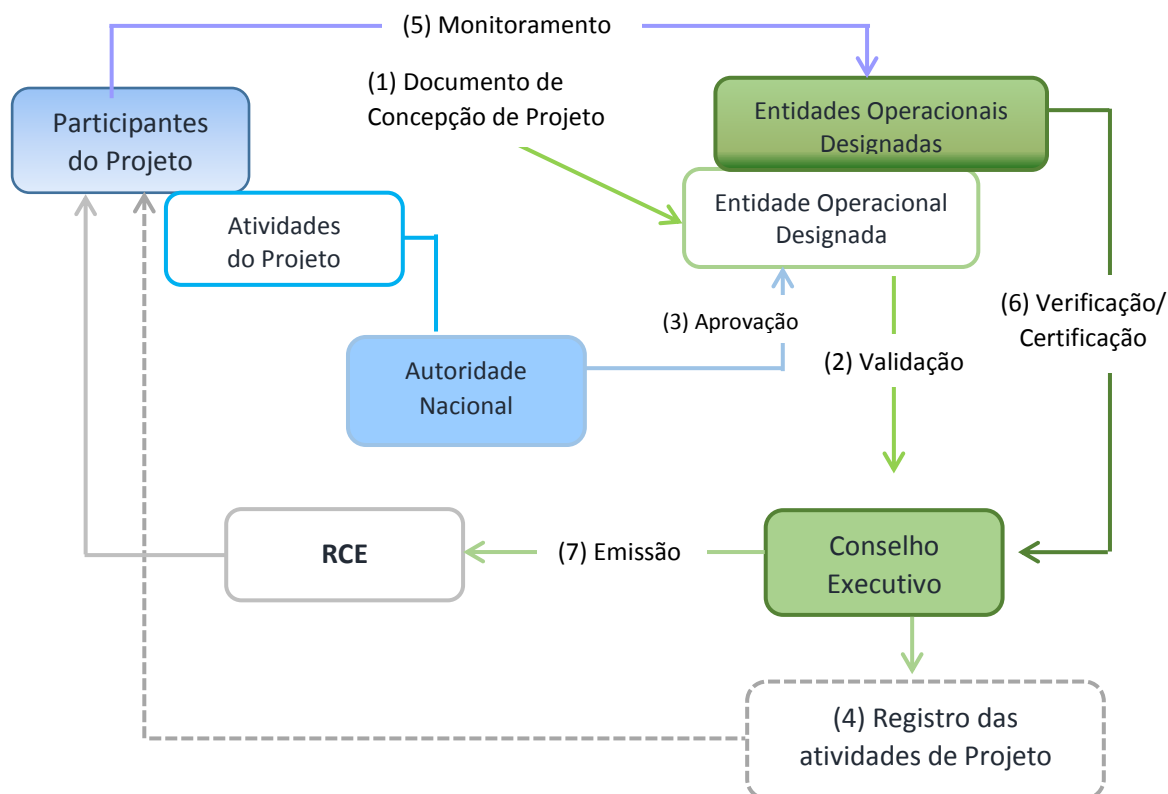 (5) Monitoramento
(1) Documento de
Concepção de Projeto
Participantes
do Projeto
Entidades Operacionais
Designadas
Entidade Operacional
Designada
Atividades
do Projeto
(3) Aprovação
(6) Verificação/
Certificação
(2) Validação
Autoridade
Nacional
RCE
(7) Emissão
Conselho
Executivo
(4) Registro das
atividades de Projeto